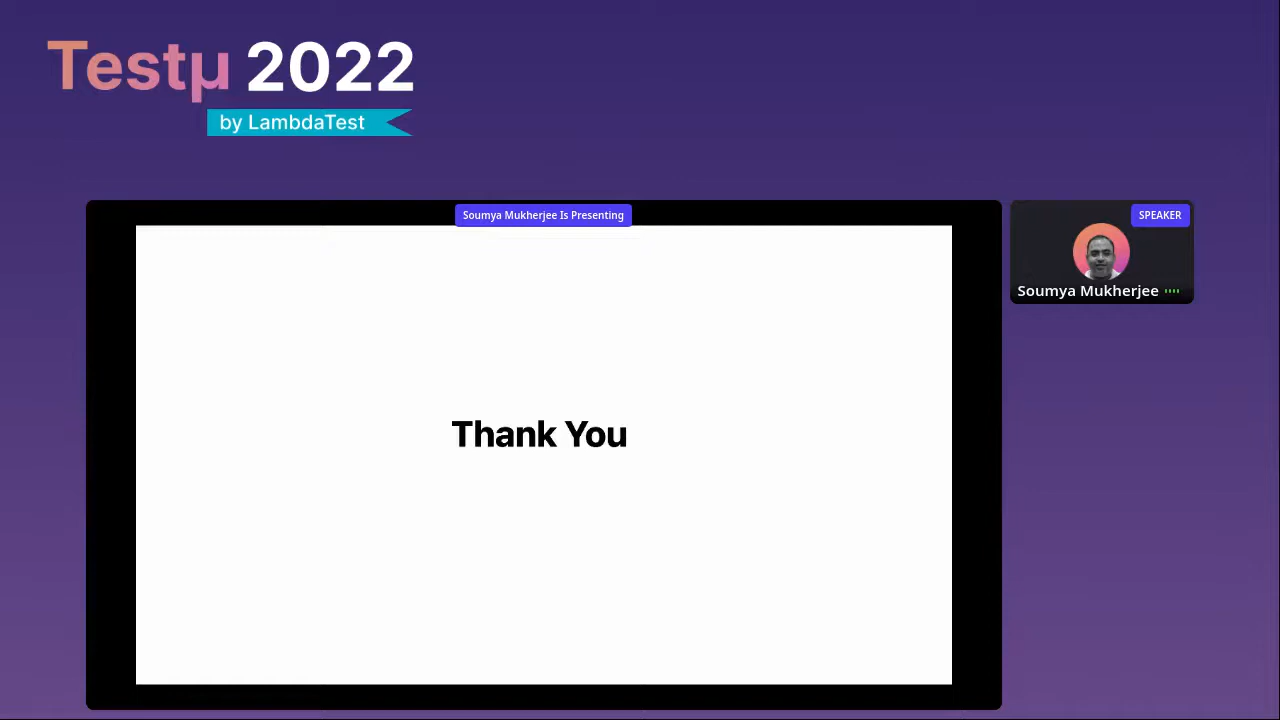 Testµ 2022
by LambdaTest
Soumya Mukherjee Is Presenting
SPEAKER
Soumya Mukherjee
Thank You